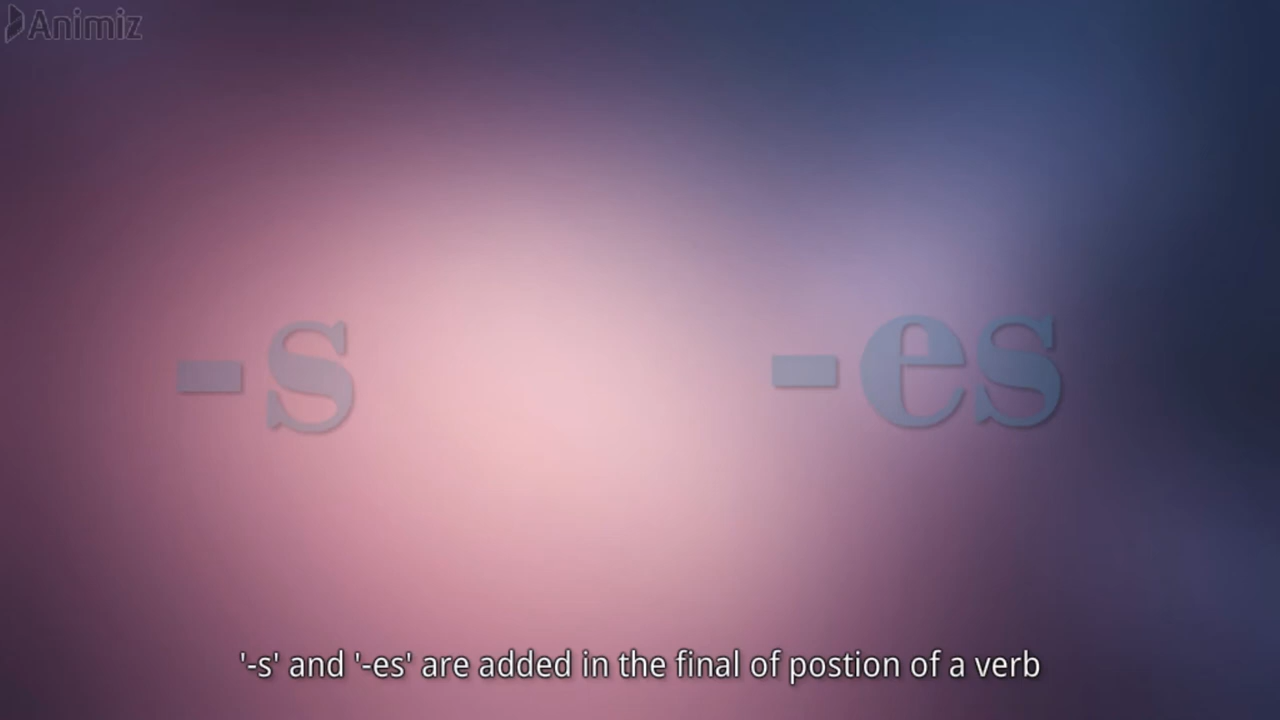 Animiz
-s -es
'-s' and '-es' are added in the final of postion of a verb